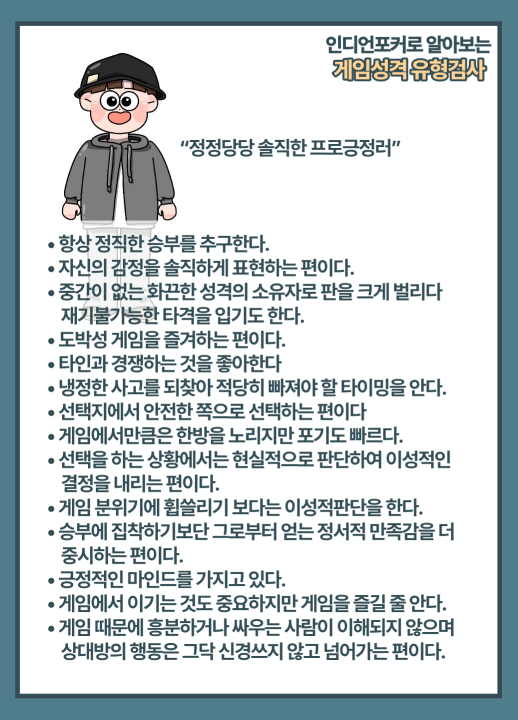 인디언포커로 알아보는
게임성격 유형검사
“정정당당 솔직한 프로긍정러”
• 항상 정직한 승부를 추구한다.
• 자신의 감정을 솔직하게 표현하는 편이다.
• 중간이 없는 화끈한 성격의 소유자로 판을 크게 벌리다
재기불가능한 타격을 입기도 한다.
• 도박성 게임을 즐겨하는 편이다.
• 타인과 경쟁하는 것을 좋아한다
• 냉정한 사고를 되찾아 적당히 빠져야 할 타이밍을 안다.
• 선택지에서 안전한 쪽으로 선택하는 편이다
• 게임에서만큼은 한방을 노리지만 포기도 빠르다.
• 선택을 하는 상황에서는 현실적으로 판단하여 이성적인
결정을 내리는 편이다.
• 게임 분위기에 휩쓸리기 보다는 이성적판단을 한다.
• 승부에 집착하기보단 그로부터 얻는 정서적 만족감을 더
중시하는 편이다.
• 긍정적인 마인드를 가지고 있다.
• 게임에서 이기는 것도 중요하지만 게임을 즐길 줄 안다.
• 게임 때문에 흥분하거나 싸우는 사람이 이해되지 않으며
상대방의 행동은 그닥 신경쓰지 않고 넘어가는 편이다.